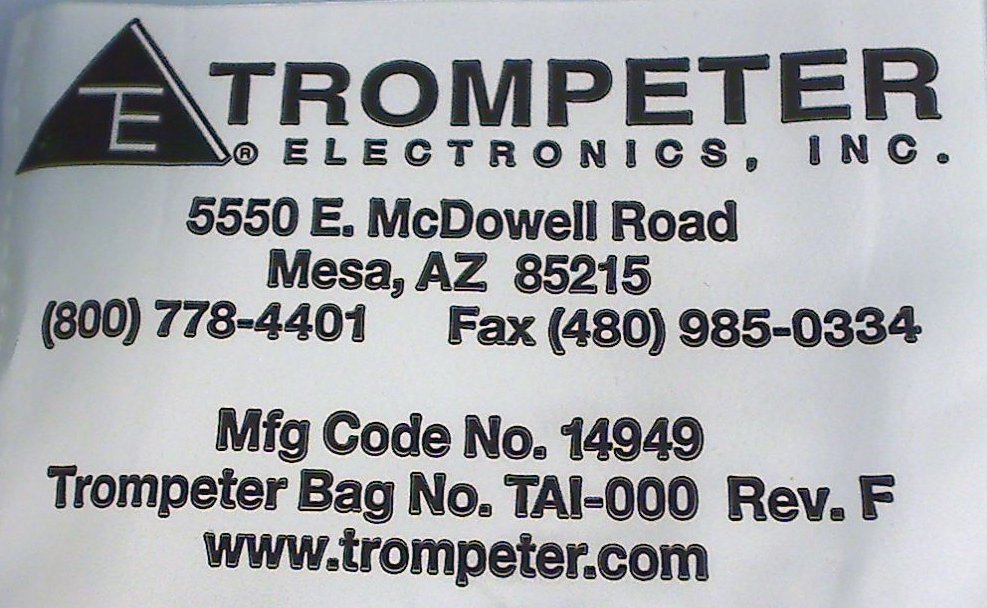 TE TROMPETER
® ELECTRONICS, INC.
5550 E. McDowell Road
Mesa, AZ 85215
(800) 778-4401 Fax (480) 985-0334
Mfg Code No. 14949
Trompeter Bag No. TAI-000 Rev. F
www.trompeter.com